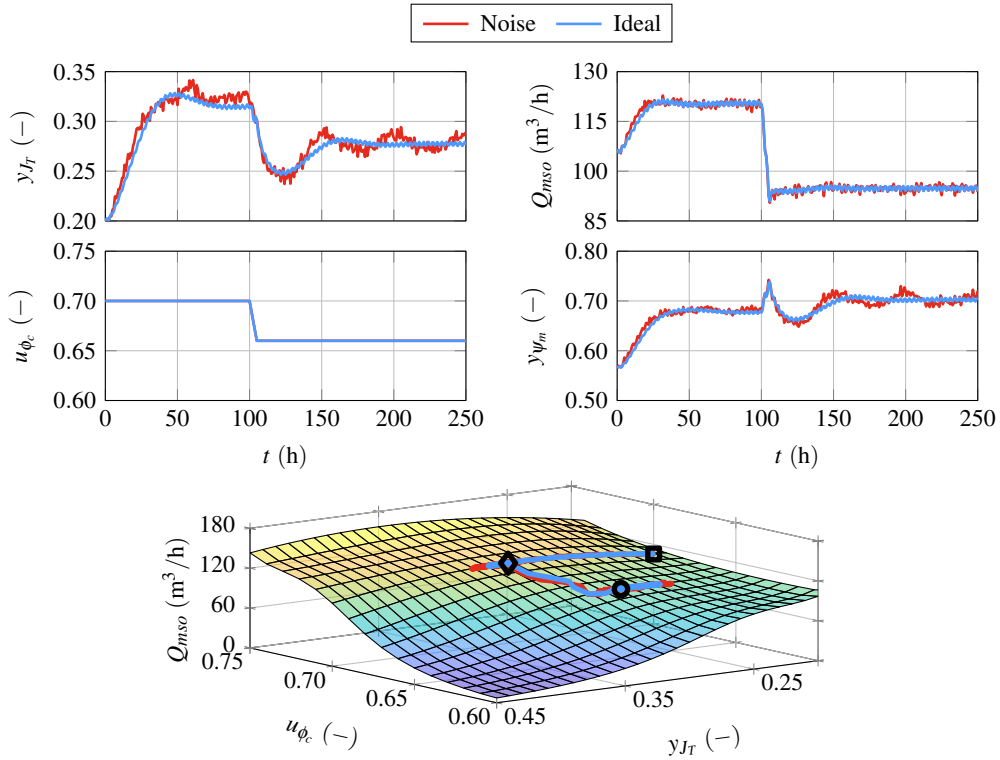 Noise Ideal
0.35
0.30
0.25
0.20
y_{J_T} (−)
130
115
100
85
Q_{mso} (m³/h)
0.75
0.70
0.65
0.60
u_{ϕ_c} (−)
0 50 100 150 200 250
t (h)
0.80
0.70
0.60
0.50
y_{ψ_m} (−)
0 50 100 150 200 250
t (h)
180
120
60
0
Q_{mso} (m³/h)
0.75
0.70
0.65
0.60
u_{ϕ_c} (−)
0.45
0.35
0.25
y_{J_T} (−)